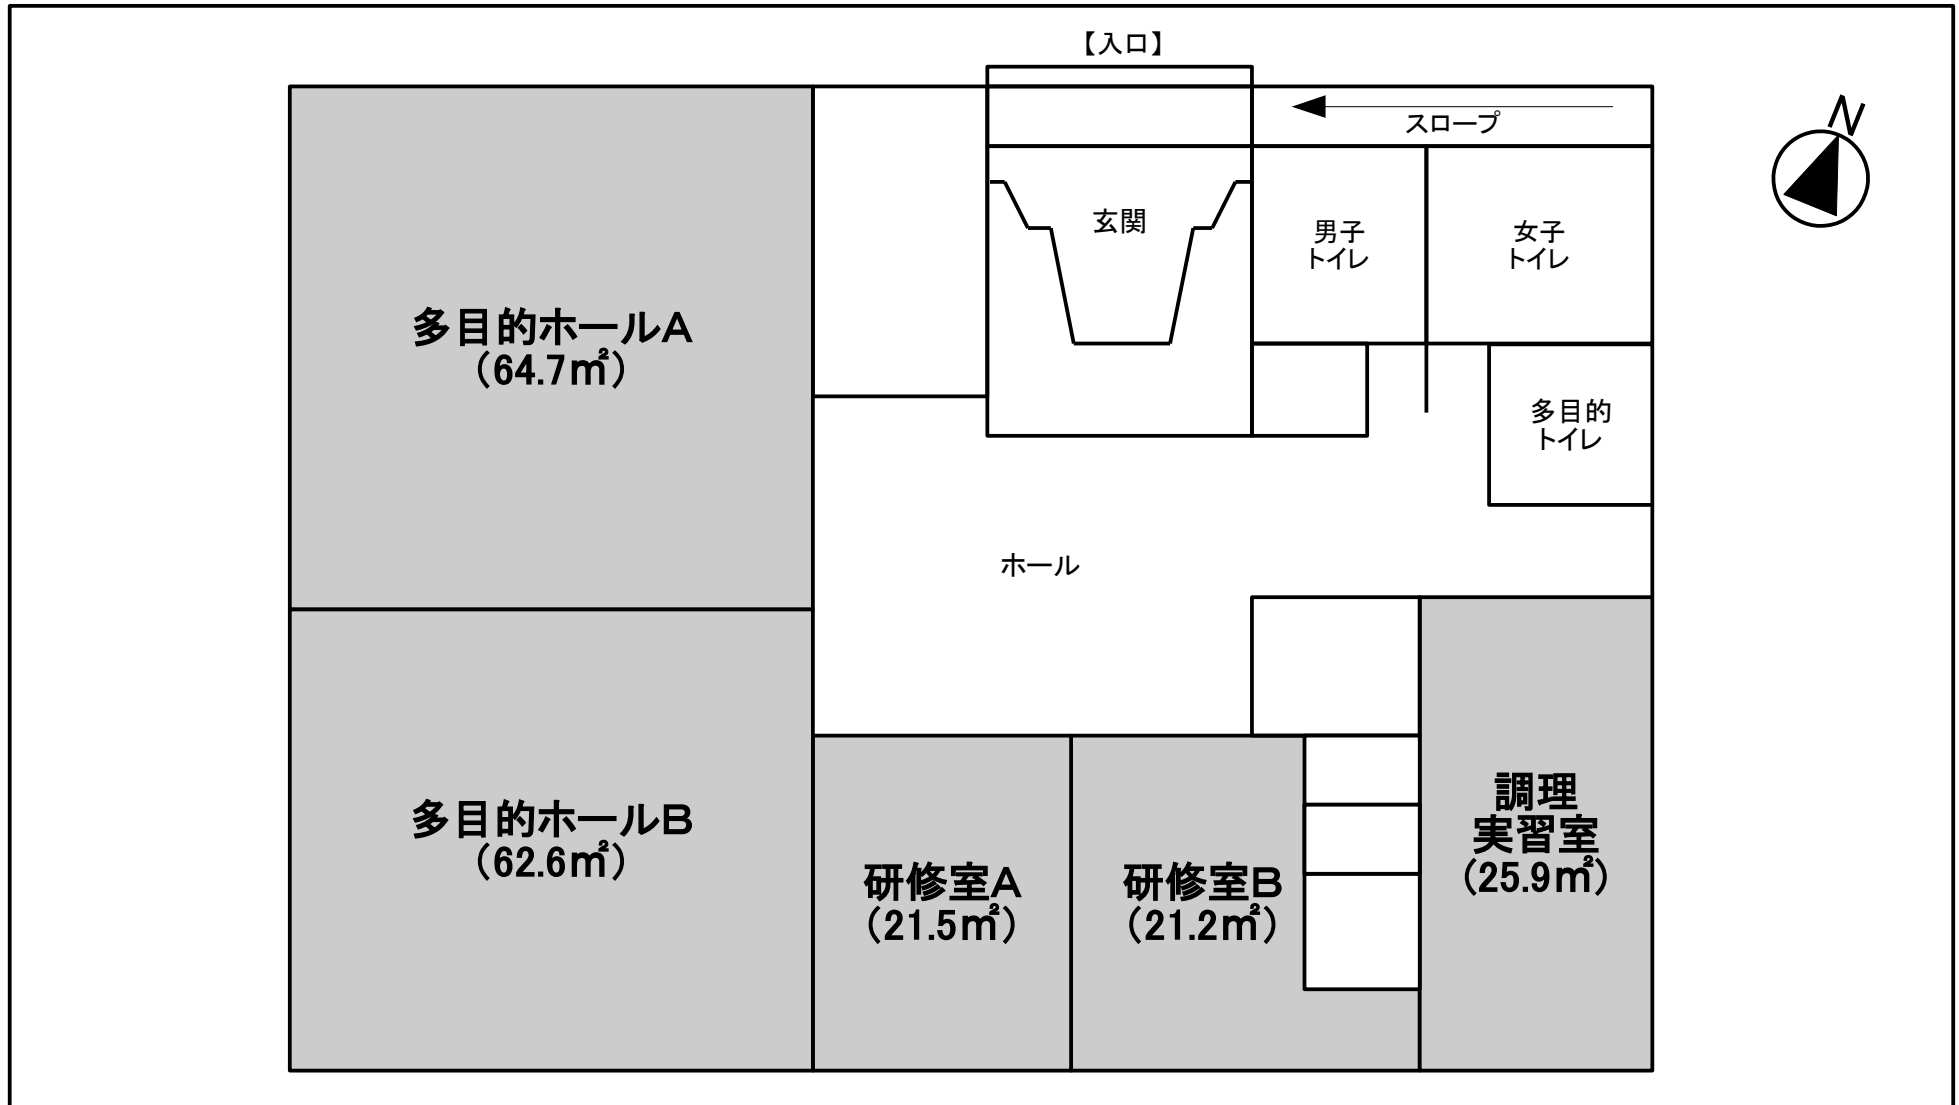 【入口】
スロープ
N
玄関
男子
トイレ
女子
トイレ
多目的ホールA
（64.7㎡）
多目的
トイレ
ホール
多目的ホールB
（62.6㎡）
研修室A
（21.5㎡）
研修室B
（21.2㎡）
調理
実習室
（25.9㎡）